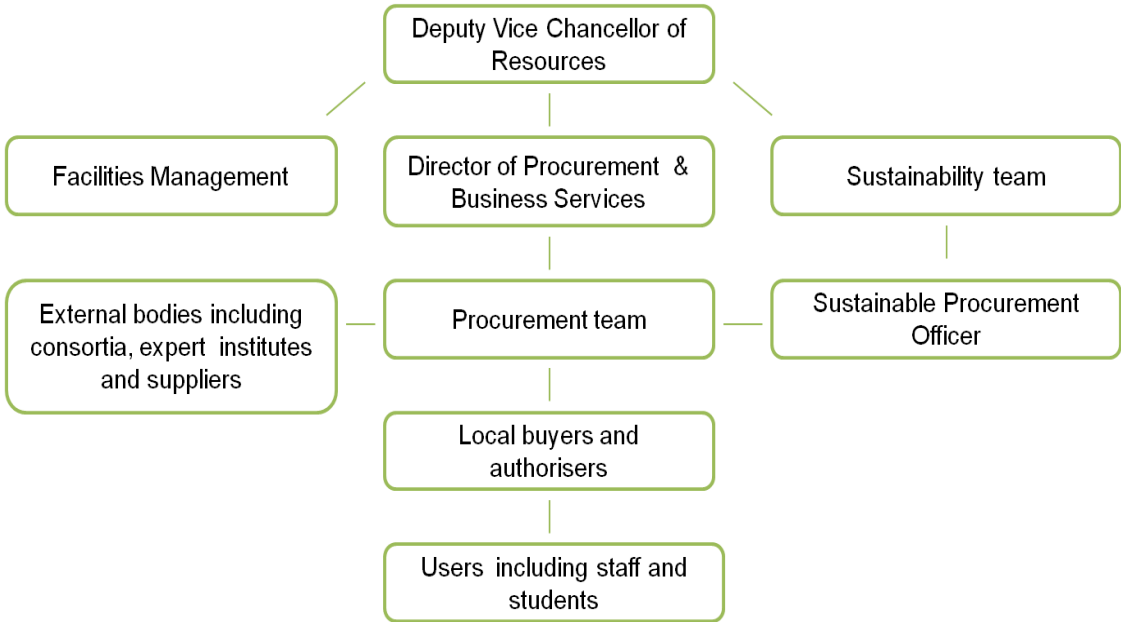 Deputy Vice Chancellor of
Resources
Facilities Management
Director of Procurement &
Business Services
Sustainability team
External bodies including
consortia, expert institutes
and suppliers
Procurement team
Sustainable Procurement
Officer
Local buyers and
authorisers
Users including staff and
students